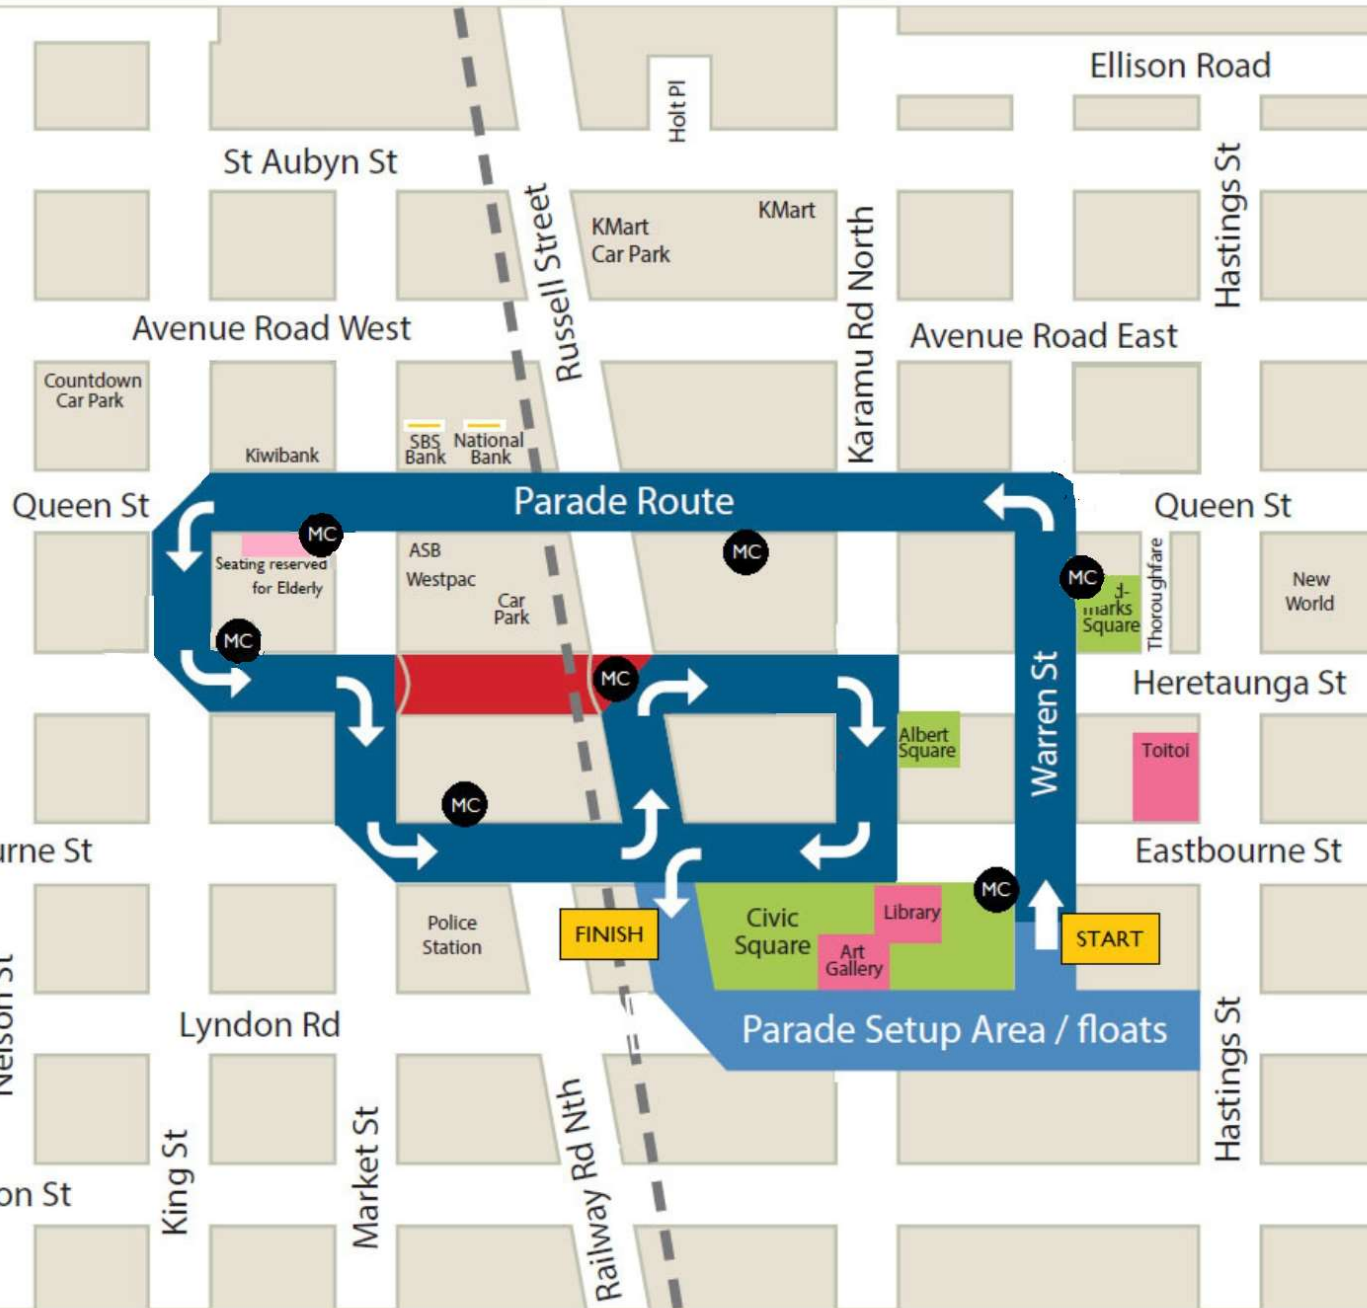 Ellison Road
Holt Pl
St Aubyn St
Hastings St
Russell Street
KMart
KMart
Car Park
Karamu Rd North
Avenue Road West
Avenue Road East
Countdown
Car Park
Kiwibank
SBS
Bank
National
Bank
Queen St
Parade Route
Queen St
MC
Seating reserved
for Elderly
ASB
Westpac
Car
Park
MC
MC
d-
marks
Square
Thoroughfare
New
World
MC
MC
Warren St
Heretaunga St
Albert
Square
Toitoi
MC
urne St
Eastbourne St
MC
Police
Station
FINISH
Civic
Square
Library
Art
Gallery
START
Nelson St
Lyndon Rd
Parade Setup Area / floats
Hastings St
King St
Market St
Railway Rd Nth
on St